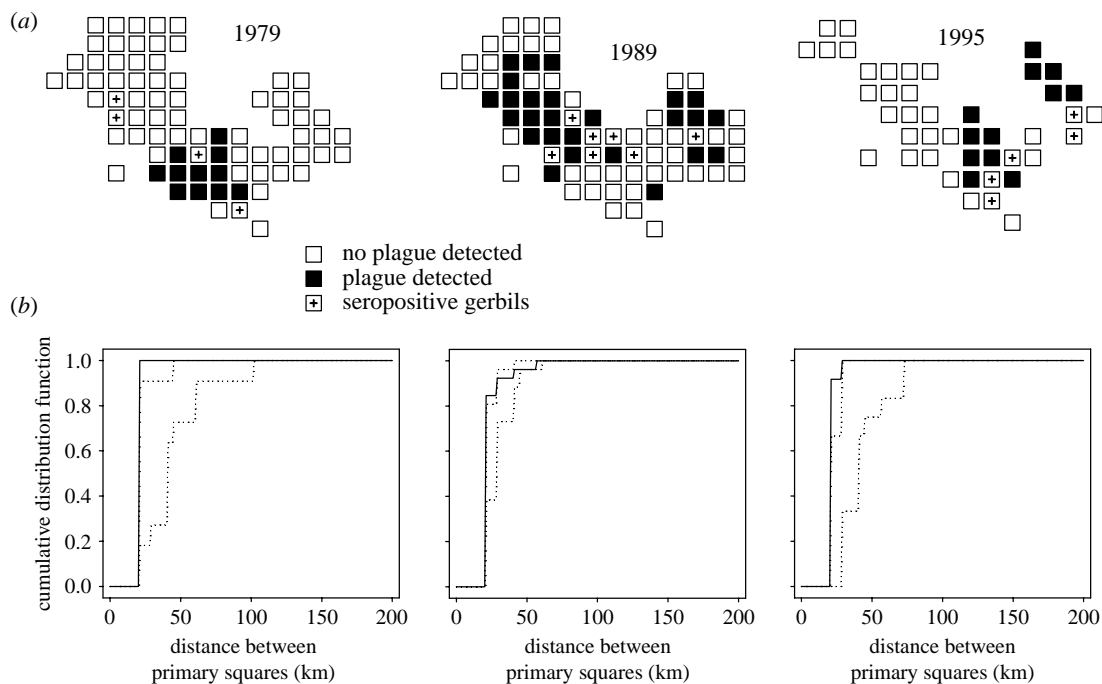 (a)
1979
1989
1995
no plague detected
plague detected
seropositive gerbils
(b)
cumulative distribution function
1.0
0.8
0.6
0.4
0.2
0.0
0 50 100 150 200
0 50 100 150 200
0 50 100 150 200
distance between
primary squares (km)
distance between
primary squares (km)
distance between
primary squares (km)